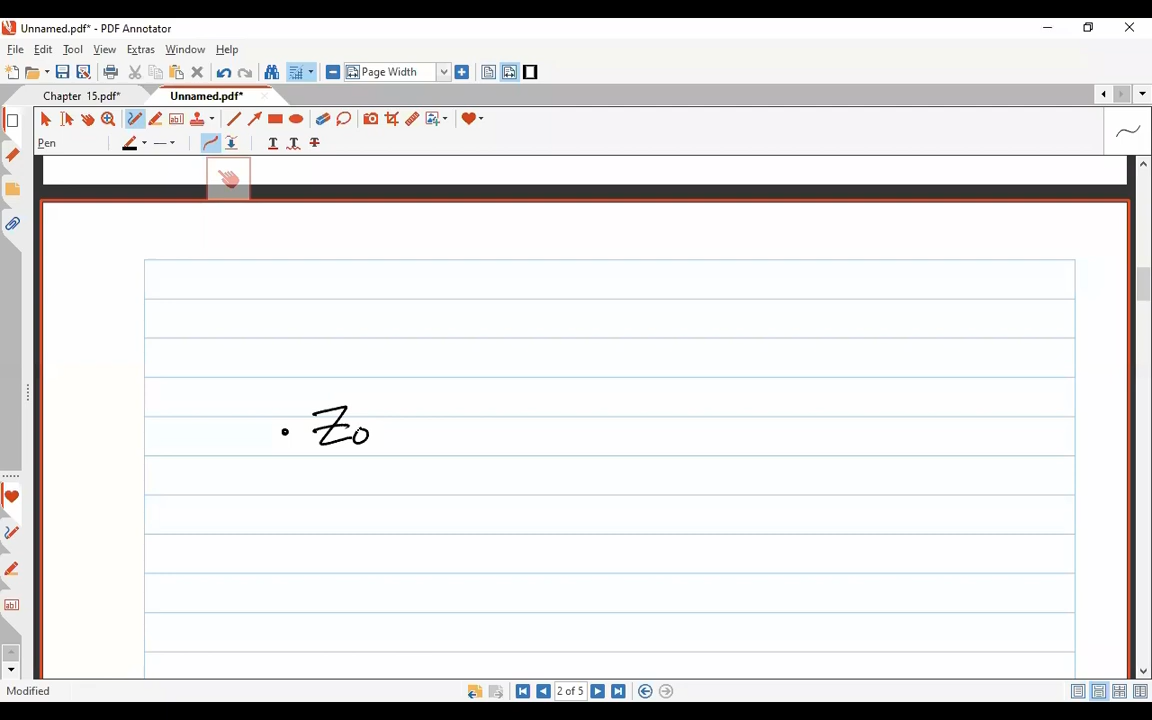 Unnamed.pdf* - PDF Annotator
File Edit Tool View Extras Window Help
Page Width
Chapter 15.pdf* Unnamed.pdf*
Pen
. Zo
Modified 2 of 5